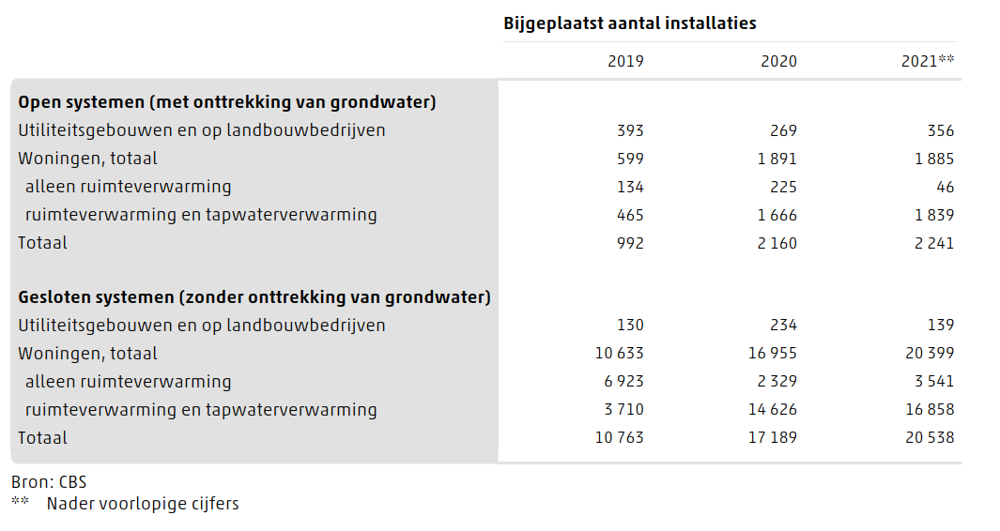 Bijgeplaatst aantal installaties
2019 2020 2021**
Open systemen (met onttrekking van grondwater)
Utiliteitsgebouwen en op landbouwbedrijven 393 269 356
Woningen, totaal 599 1 891 1 885
alleen ruimteverwarming 134 225 46
ruimteverwarming en tapwaterverwarming 465 1 666 1 839
Totaal 992 2 160 2 241
Gesloten systemen (zonder onttrekking van grondwater)
Utiliteitsgebouwen en op landbouwbedrijven 130 234 139
Woningen, totaal 10 633 16 955 20 399
alleen ruimteverwarming 6 923 2 329 3 541
ruimteverwarming en tapwaterverwarming 3 710 14 626 16 858
Totaal 10 763 17 189 20 538
Bron: CBS
** Nader voorlopige cijfers